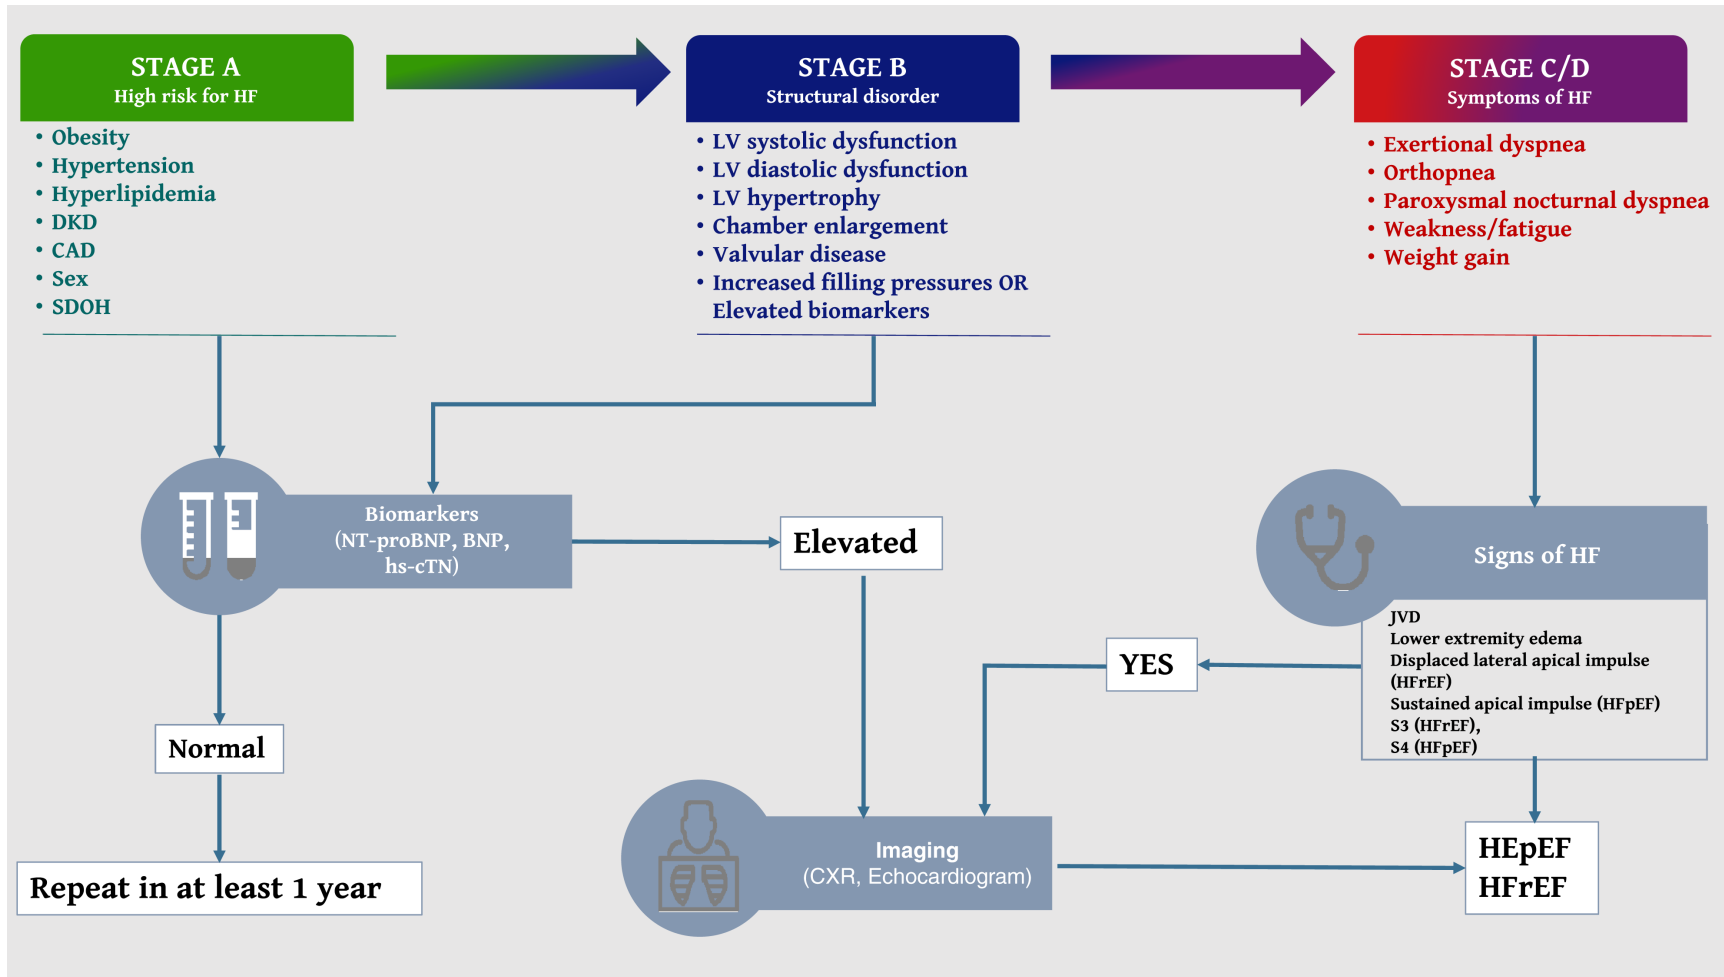 STAGE A
High risk for HF
• Obesity
• Hypertension
• Hyperlipidemia
• DKD
• CAD
• Sex
• SDOH
STAGE B
Structural disorder
• LV systolic dysfunction
• LV diastolic dysfunction
• LV hypertrophy
• Chamber enlargement
• Valvular disease
• Increased filling pressures OR
Elevated biomarkers
STAGE C/D
Symptoms of HF
• Exertional dyspnea
• Orthopnea
• Paroxysmal nocturnal dyspnea
• Weakness/fatigue
• Weight gain
Biomarkers
(NT-proBNP, BNP,
hs-cTN)
Elevated
Signs of HF
JVD
Lower extremity edema
Displaced lateral apical impulse
(HFrEF)
Sustained apical impulse (HFpEF)
S3 (HFrEF),
S4 (HFpEF)
YES
Normal
Repeat in at least 1 year
Imaging
(CXR, Echocardiogram)
HEpEF
HFrEF